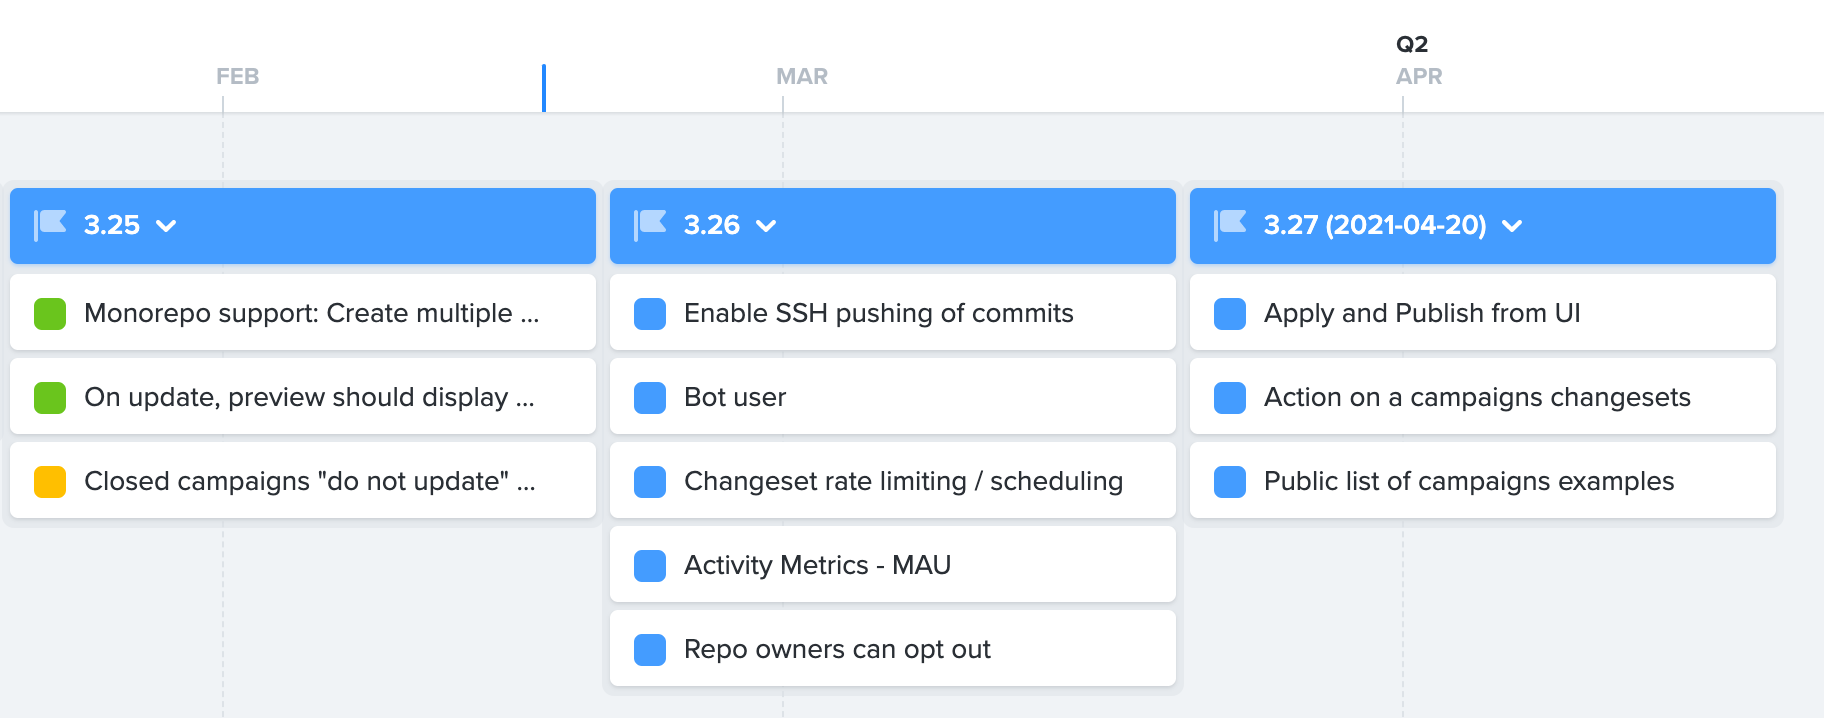 Q2
FEB MAR APR
3.25
Monorepo support: Create multiple ...
On update, preview should display ...
Closed campaigns "do not update" ...
3.26
Enable SSH pushing of commits
Bot user
Changeset rate limiting / scheduling
Activity Metrics - MAU
Repo owners can opt out
3.27 (2021-04-20)
Apply and Publish from UI
Action on a campaigns changesets
Public list of campaigns examples